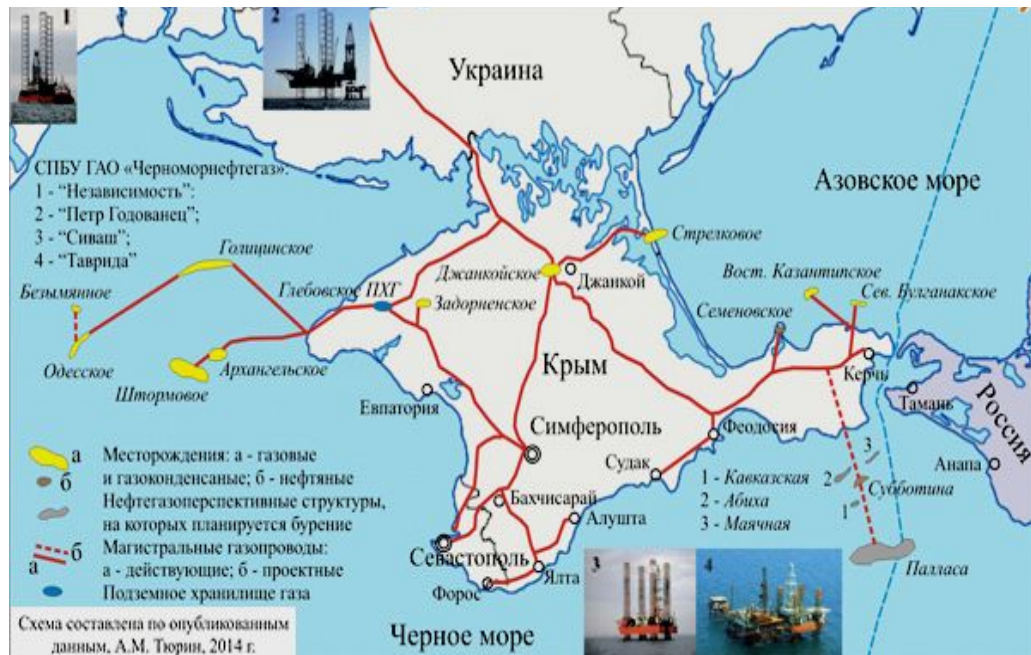 1
2
Украина
СПБУ ГАО «Черноморнефтегаз»:
1 - “Независимость”:
2 - “Петр Годованец”;
3 - “Сиваш”;
4 - “Таврида”
Азовское море
Стрелковое
Голицинское
Джанкойское
Джанкой
Вост. Казантипское
Безымянное
Глебовское ПХГ
Задорненское
Сев. Булганакское
Семеновское
Одесское
Архангельское
Штормовое
Крым
Керчь
Тамань
Россия
Евпатория
Симферополь
Феодосия
Судак
Анапа
а Месторождения: а - газовые
б и газоконденсаные; б - нефтяные
Нефтегазоперспективные структуры,
на которых планируется бурение
б Магистральные газопроводы:
а а - действующие; б - проектные
Подземное хранилище газа
1 - Кавказская
2 - Абиха
3 - Маячная
3
2
Субботина
1
Бахчисарай
Алушта
Севастополь
Ялта
Форос
Палласа
3
4
Черное море
Схема составлена по опубликованным
данным, А.М. Тюрин, 2014 г.